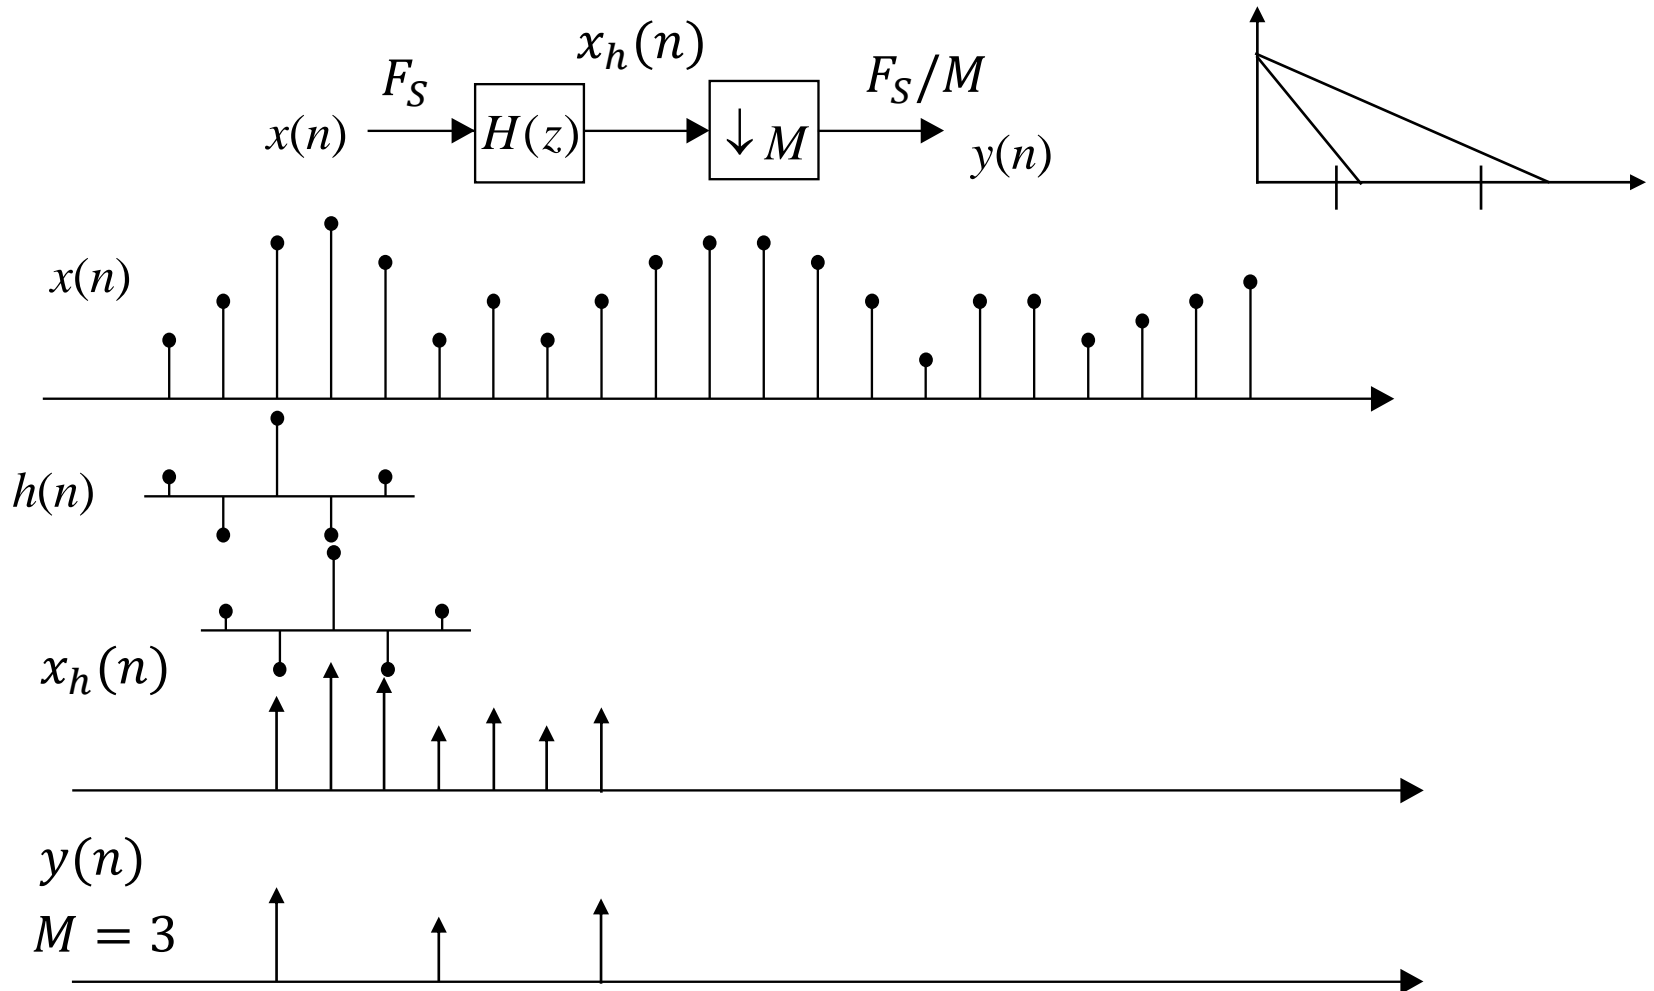 x_h(n)
F_S F_S/M
x(n) H(z) ↓ M y(n)
x(n)
h(n)
x_h(n)
y(n)
M = 3